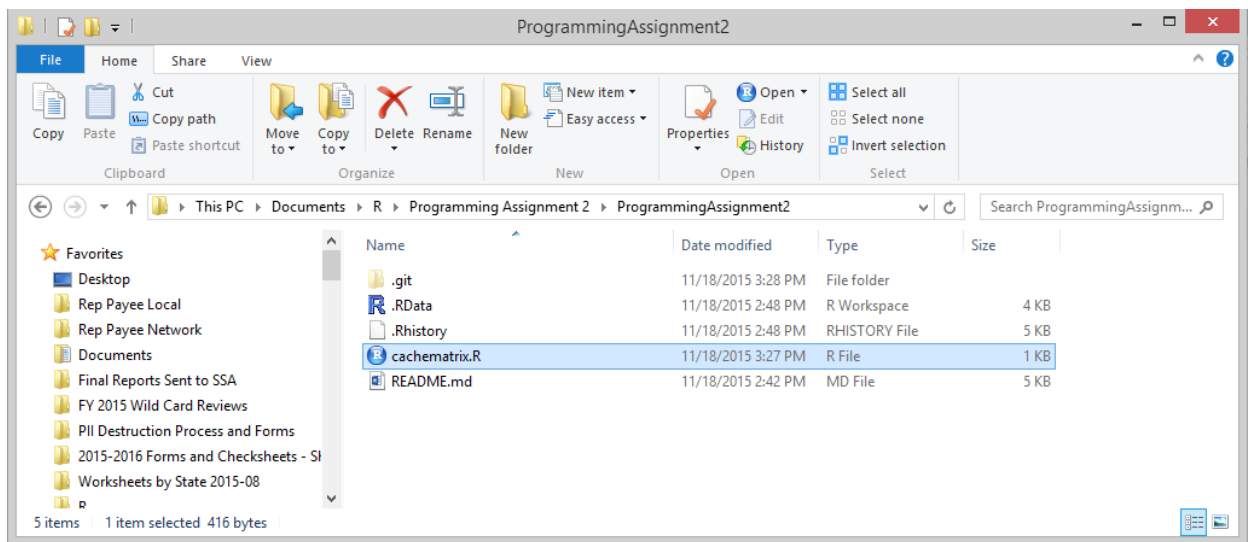 ProgrammingAssignment2
File Home Share View
Copy
Paste
Cut
Copy path
Paste shortcut
Clipboard
Move to
Copy to
Delete
Rename
Organize
New folder
New item
Easy access
New
Properties
Open
Edit
History
Open
Select all
Select none
Invert selection
Select
This PC Documents R Programming Assignment 2 ProgrammingAssignment2
Search ProgrammingAssignm...
Favorites
Desktop
Rep Payee Local
Rep Payee Network
Documents
Final Reports Sent to SSA
FY 2015 Wild Card Reviews
PII Destruction Process and Forms
2015-2016 Forms and Checksheets - 
Worksheets by State 2015-08
R
Name Date modified Type Size
.git 11/18/2015 3:28 PM File folder
.RData 11/18/2015 2:48 PM R Workspace 4 KB
.Rhistory 11/18/2015 2:48 PM RHISTORY File 5 KB
cachematrix.R 11/18/2015 3:27 PM R File 1 KB
README.md 11/18/2015 2:42 PM MD File 5 KB
5 items 1 item selected 416 bytes